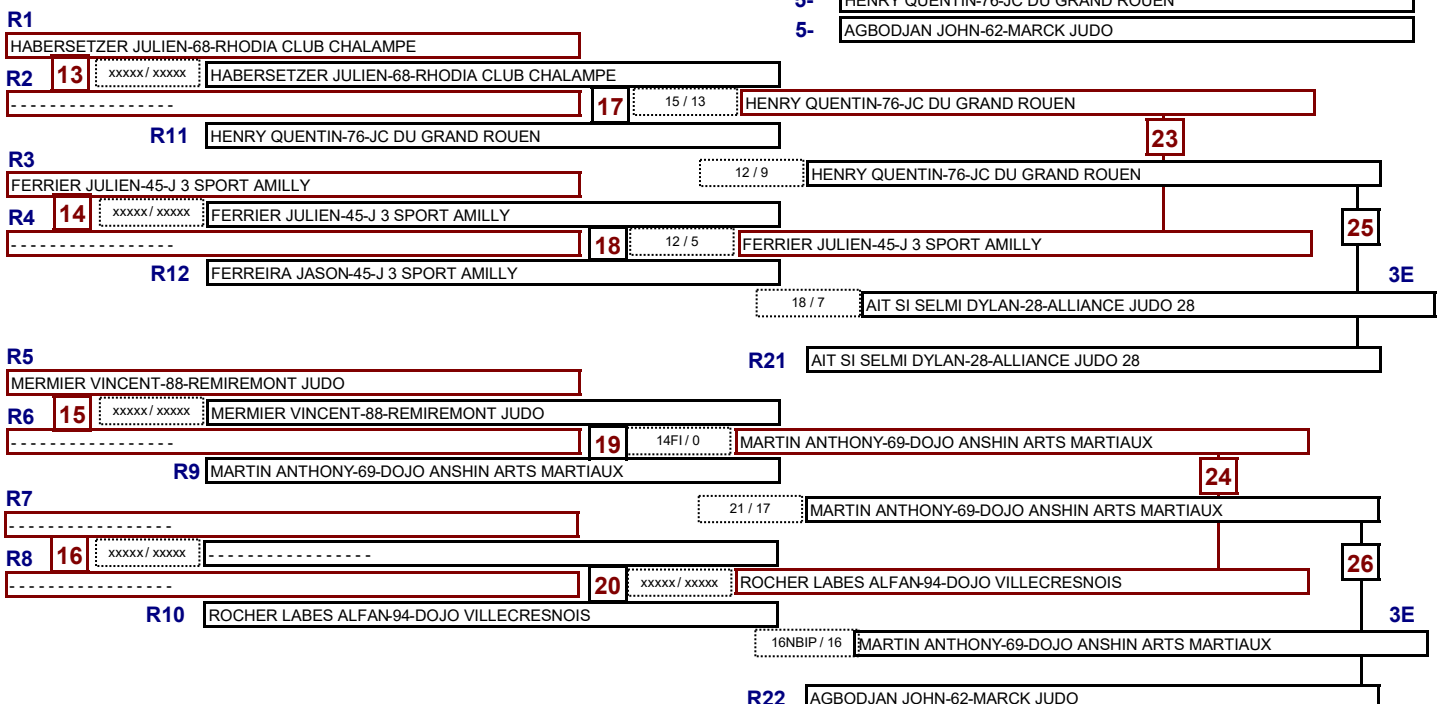 5- HENRY QUENTIN-76-JC DU GRAND ROUEN
R1
5- AGBODJAN JOHN-62-MARCK JUDO
HABERSETZER JULIEN-68-RHODIA CLUB CHALAMPE
R2 13 xxxxx / xxxxx HABERSETZER JULIEN-68-RHODIA CLUB CHALAMPE
- - - - - - - - - - - - - - - - - 17 15 / 13 HENRY QUENTIN-76-JC DU GRAND ROUEN
R11 HENRY QUENTIN-76-JC DU GRAND ROUEN 23
R3
12 / 9 HENRY QUENTIN-76-JC DU GRAND ROUEN
FERRIER JULIEN-45-J 3 SPORT AMILLY
R4 14 xxxxx / xxxxx FERRIER JULIEN-45-J 3 SPORT AMILLY 25
- - - - - - - - - - - - - - - - - 18 12 / 5 FERRIER JULIEN-45-J 3 SPORT AMILLY
R12 FERREIRA JASON-45-J 3 SPORT AMILLY 3E
18 / 7 AIT SI SELMI DYLAN-28-ALLIANCE JUDO 28
R5
R21 AIT SI SELMI DYLAN-28-ALLIANCE JUDO 28
MERMIER VINCENT-88-REMIREMONT JUDO
R6 15 xxxxx / xxxxx MERMIER VINCENT-88-REMIREMONT JUDO
- - - - - - - - - - - - - - - - - 19 14FI / 0 MARTIN ANTHONY-69-DOJO ANSHIN ARTS MARTIAUX
R9 MARTIN ANTHONY-69-DOJO ANSHIN ARTS MARTIAUX 24
R7
21 / 17 MARTIN ANTHONY-69-DOJO ANSHIN ARTS MARTIAUX
- - - - - - - - - - - - - - - - -
R8 16 xxxxx / xxxxx - - - - - - - - - - - - - - - - - 26
- - - - - - - - - - - - - - - - - 20 xxxxx / xxxxx ROCHER LABES ALFAN-94-DOJO VILLECRESNOIS
R10 ROCHER LABES ALFAN-94-DOJO VILLECRESNOIS 3E
16NBIP / 16 MARTIN ANTHONY-69-DOJO ANSHIN ARTS MARTIAUX
R22 AGBODJAN JOHN-62-MARCK JUDO